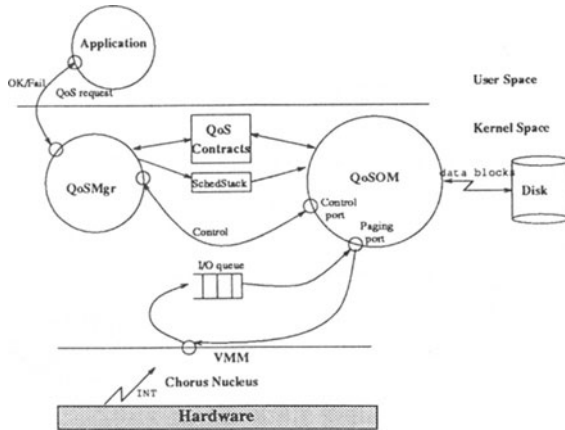 Application
OK/Fail
QoS request
User Space
Kernel Space
QoS
Contracts
QoSMgr
SchedStack
QoSOM
data blocks
Disk
Control
port
Control
Paging
port
I/O queue
VMM
Chorus Nucleus
INT
Hardware